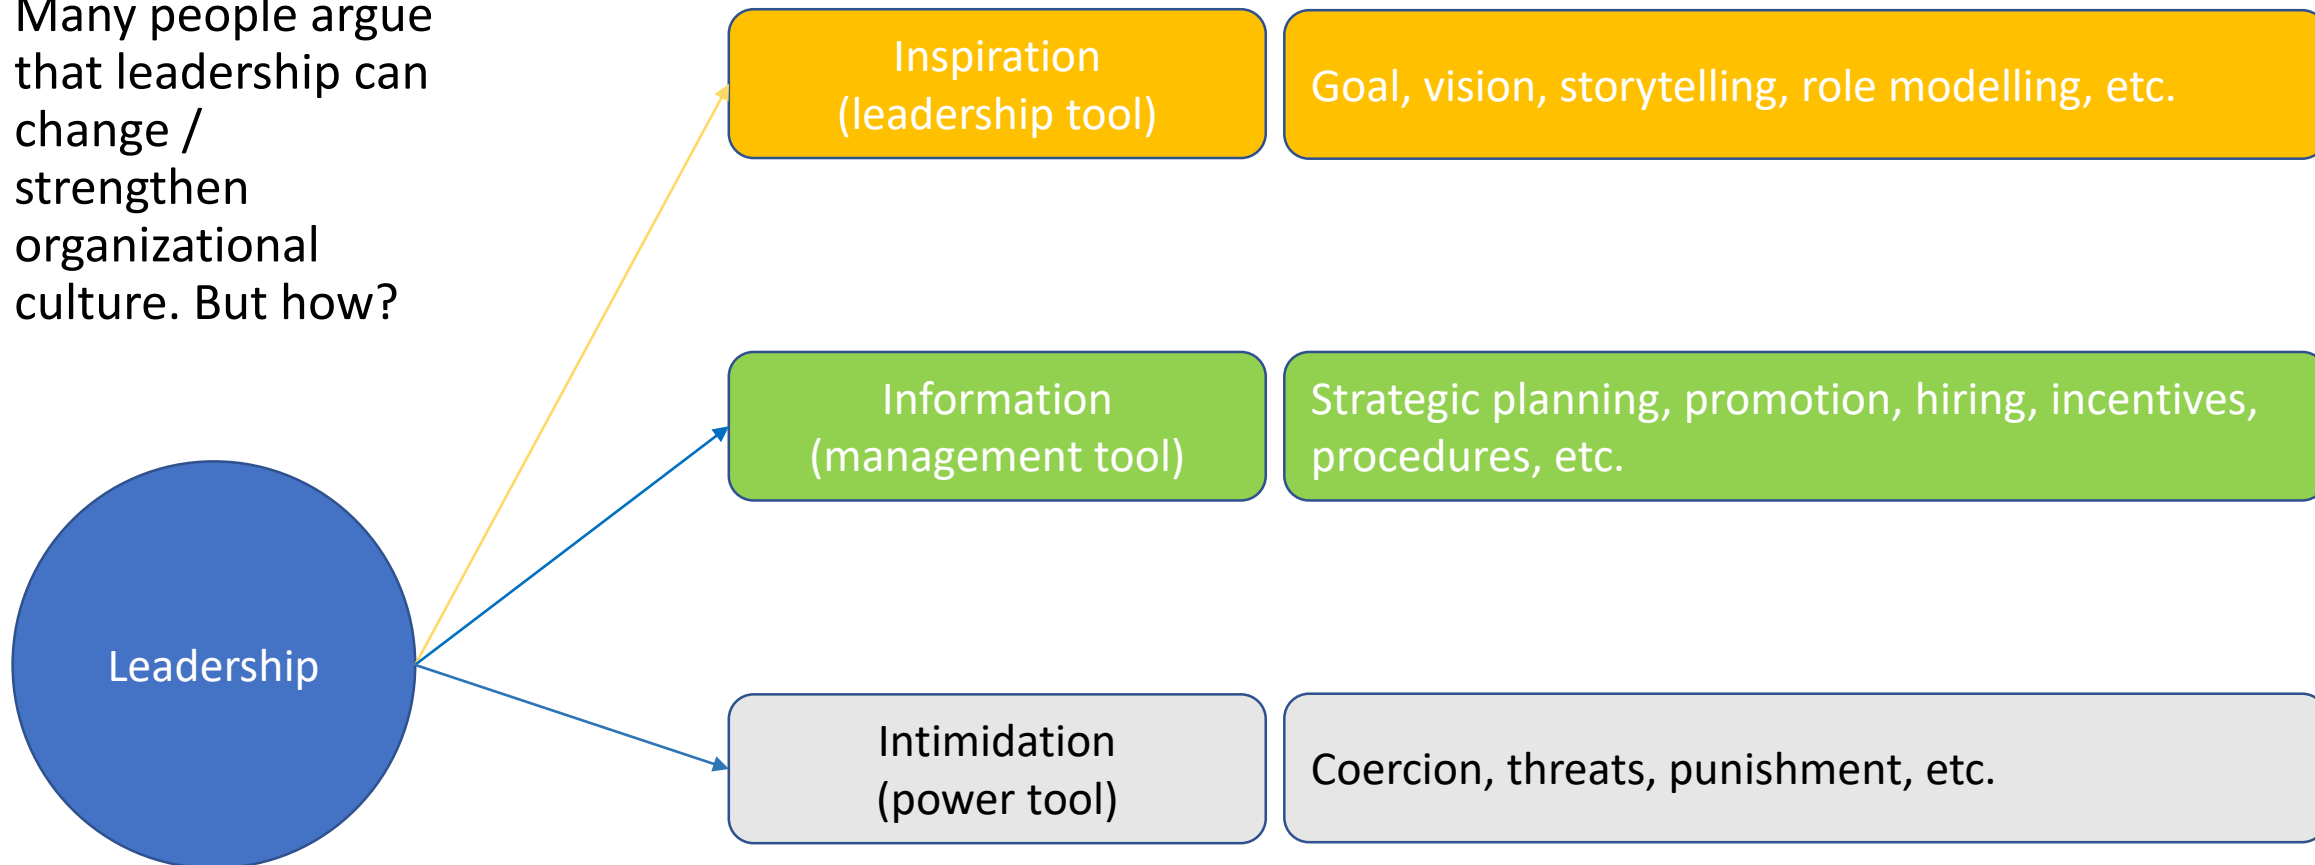 Many people argue
that leadership can
change /
strengthen
organizational
culture. But how?
Inspiration
(leadership tool)
Goal, vision, storytelling, role modelling, etc.
Information
(management tool)
Strategic planning, promotion, hiring, incentives,
procedures, etc.
Leadership
Intimidation
(power tool)
Coercion, threats, punishment, etc.